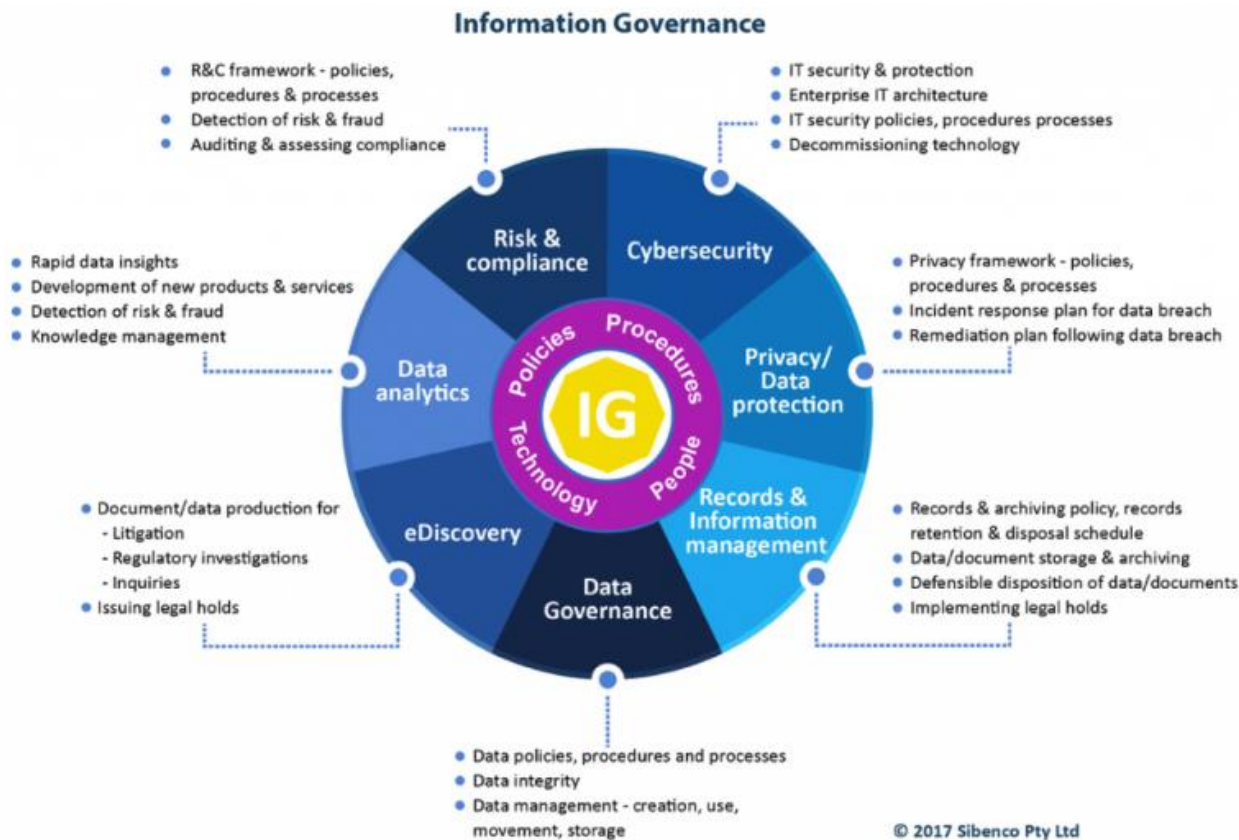 Information Governance
R&C framework - policies,
procedures & processes
Detection of risk & fraud
Auditing & assessing compliance
IT security & protection
Enterprise IT architecture
IT security policies, procedures processes
Decommissioning technology
Rapid data insights
Development of new products & services
Detection of risk & fraud
Knowledge management
Privacy framework - policies,
procedures & processes
Incident response plan for data breach
Remediation plan following data breach
Risk &
compliance
Cybersecurity
Data
analytics
Privacy/
Data
protection
Policies
Procedures
IG
Technology
People
eDiscovery
Records &
Information
management
Data
Governance
Document/data production for
- Litigation
- Regulatory investigations
- Inquiries
Issuing legal holds
Records & archiving policy, records
retention & disposal schedule
Data/document storage & archiving
Defensible disposition of data/documents
Implementing legal holds
Data policies, procedures and processes
Data integrity
Data management - creation, use,
movement, storage
© 2017 Sibenco Pty Ltd